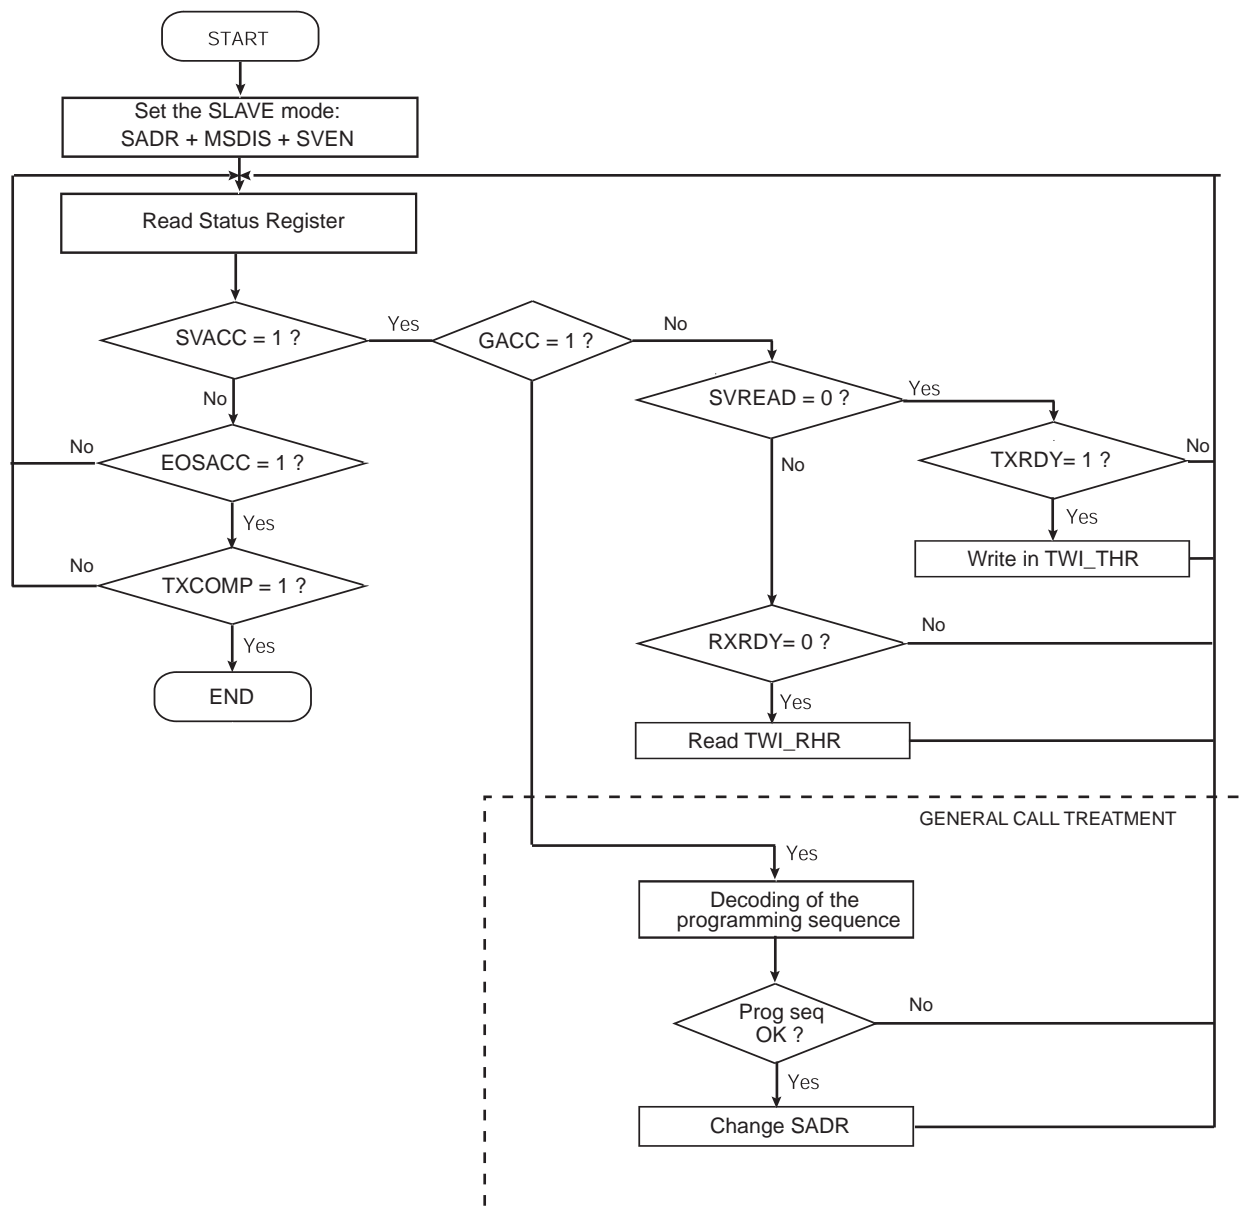 START
Set the SLAVE mode:
SADR + MSDIS + SVEN
Read Status Register
SVACC = 1 ?
Yes
GACC = 1 ?
No
SVREAD = 0 ?
Yes
No
EOSACC = 1 ?
No
No
TXRDY= 1 ?
No
Yes
Yes
Write in TWI_THR
No
TXCOMP = 1 ?
Yes
END
RXRDY= 0 ?
No
Yes
Read TWI_RHR
GENERAL CALL TREATMENT
Yes
Decoding of the
programming sequence
Prog seq
OK ?
No
Yes
Change SADR